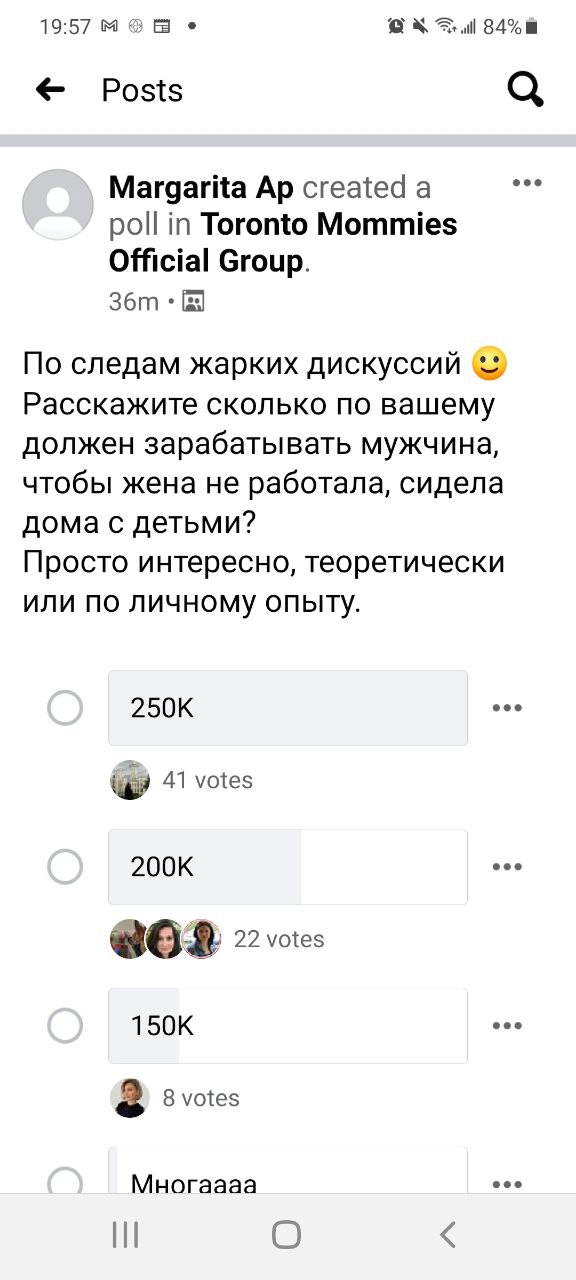 19:57
84%
Posts
Margarita Ap created a
poll in Toronto Mommies
Official Group.
36m •
По следам жарких дискуссий 🙂
Расскажите сколько по вашему
должен зарабатывать мужчина,
чтобы жена не работала, сидела
дома с детьми?
Просто интересно, теоретически
или по личному опыту.
250K
41 votes
200K
22 votes
150K
8 votes
Многаааа